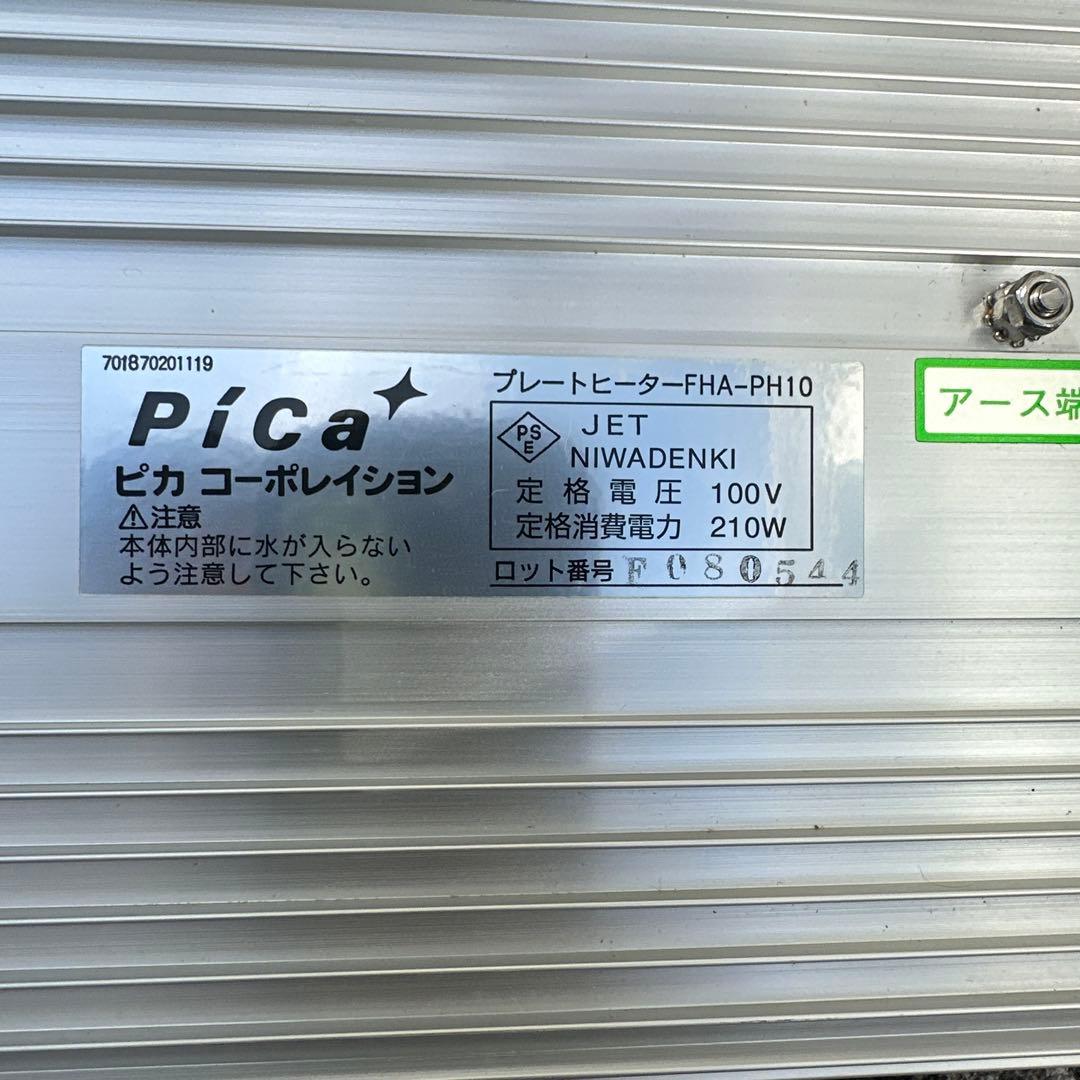 701870201119
Pica
ピカ コーポレイション
⚠注意
本体内部に水が入らない
よう注意して下さい。
プレートヒーターFHA-PH10
PSE JET
NIWADENKI
定格電圧 100V
定格消費電力 210W
ロット番号 F080544
アース端